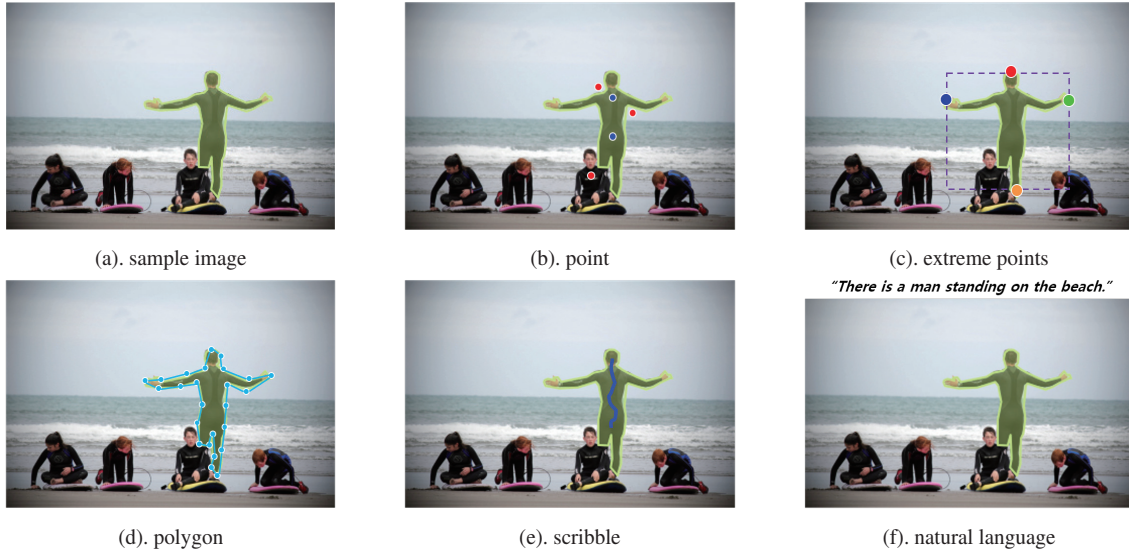 (a). sample image
(b). point
(c). extreme points
"There is a man standing on the beach."
(d). polygon
(e). scribble
(f). natural language